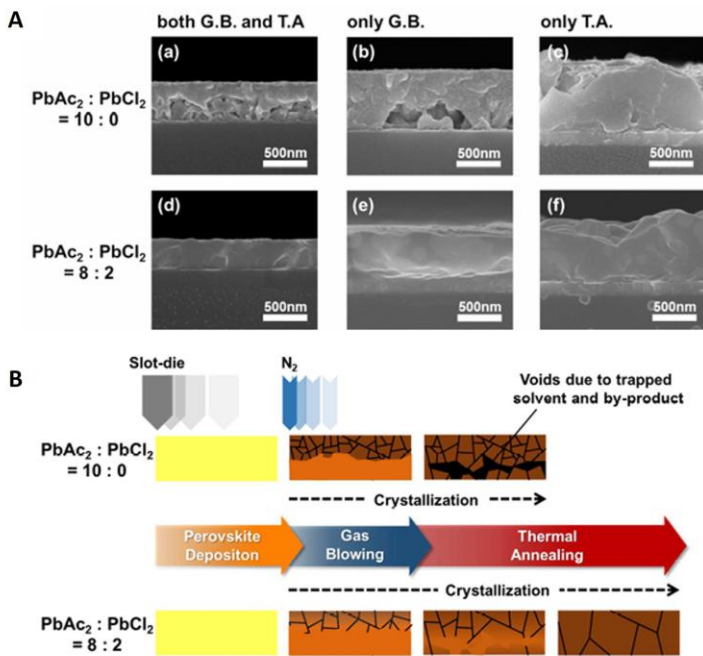 A
both G.B. and T.A
only G.B.
only T.A.
PbAc₂ : PbCl₂
= 10 : 0
(a)
500nm
(b)
500nm
(c)
500nm
PbAc₂ : PbCl₂
= 8 : 2
(d)
500nm
(e)
500nm
(f)
500nm
B
Slot-die
N₂
Voids due to trapped
solvent and by-product
PbAc₂ : PbCl₂
= 10 : 0
Crystallization
Perovskite
Depositon
Gas
Blowing
Thermal
Annealing
Crystallization
PbAc₂ : PbCl₂
= 8 : 2